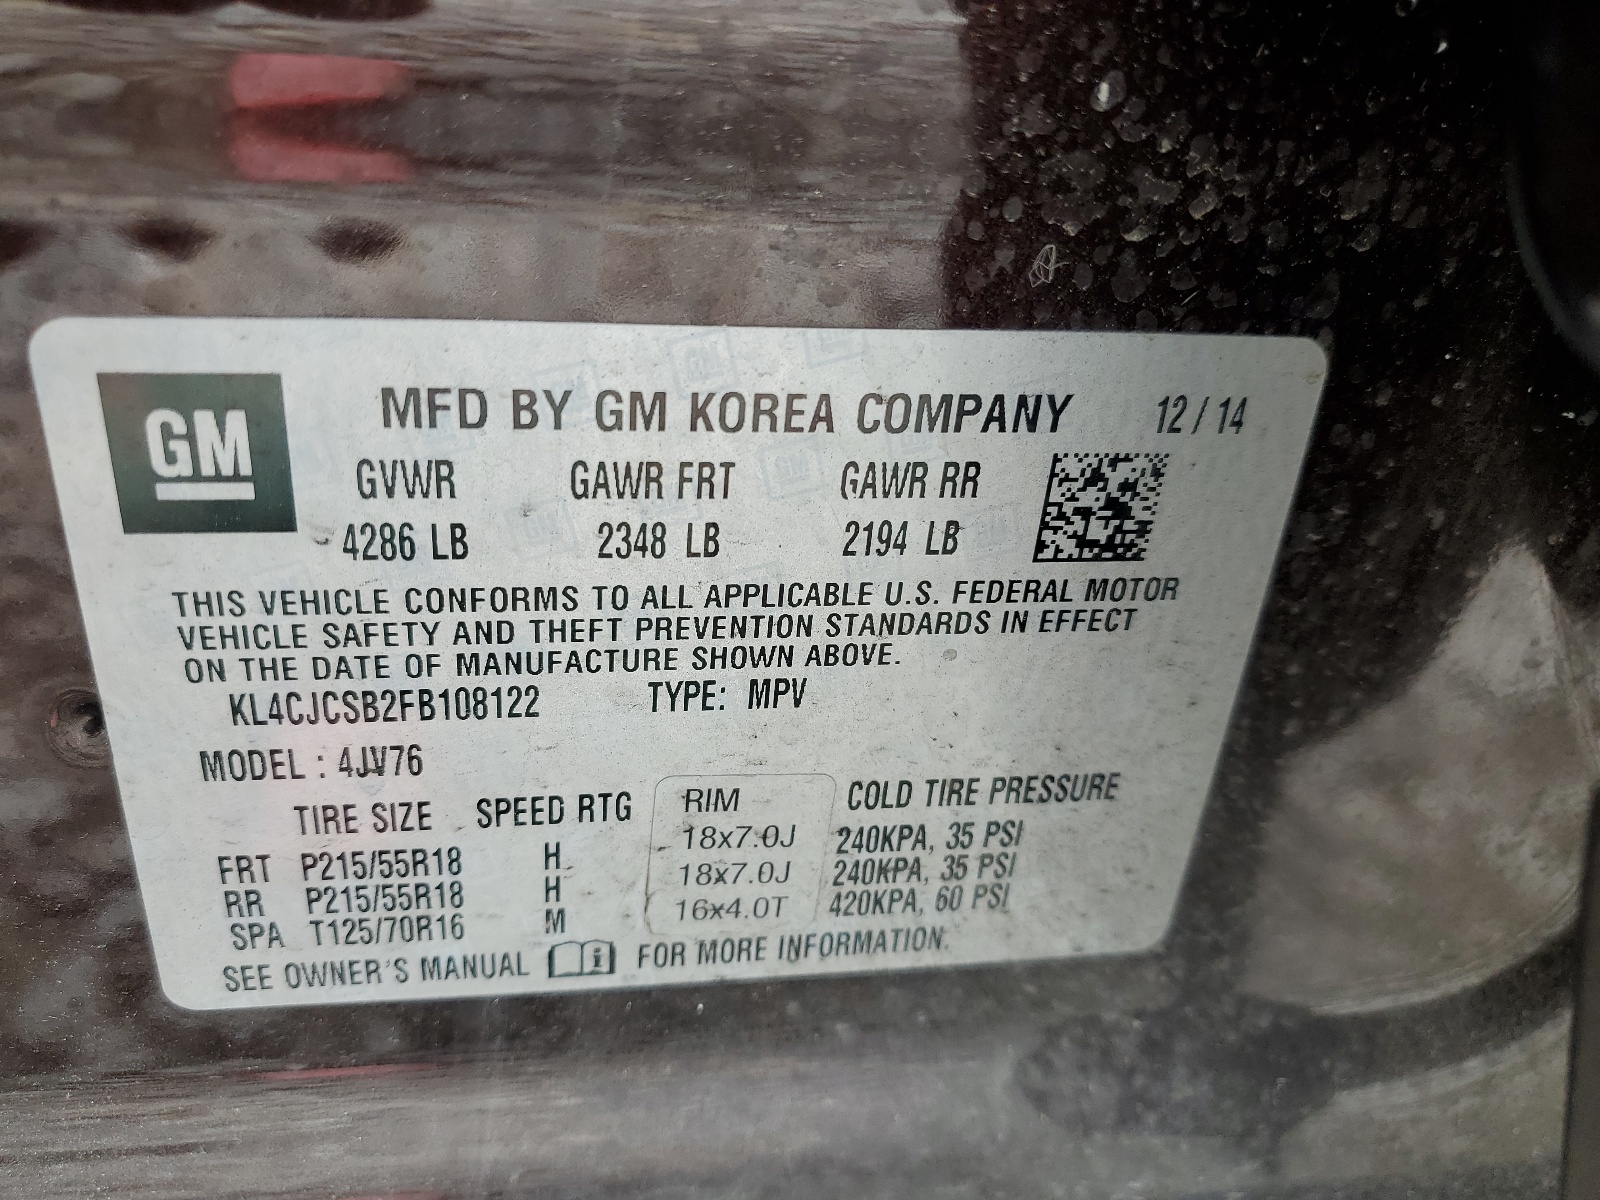 GM
MFD BY GM KOREA COMPANY 12 / 14
GVWR GAWR FRT GAWR RR
4286 LB 2348 LB 2194 LB
THIS VEHICLE CONFORMS TO ALL APPLICABLE U.S. FEDERAL MOTOR
VEHICLE SAFETY AND THEFT PREVENTION STANDARDS IN EFFECT
ON THE DATE OF MANUFACTURE SHOWN ABOVE.
KL4CJCSB2FB108122 TYPE: MPV
MODEL : 4JV76
TIRE SIZE SPEED RTG RIM COLD TIRE PRESSURE
FRT P215/55R18 H 18x7.0J 240KPA, 35 PSI
RR P215/55R18 H 18x7.0J 240KPA, 35 PSI
SPA T125/70R16 M 16x4.0T 420KPA, 60 PSI
SEE OWNER'S MANUAL i FOR MORE INFORMATION.